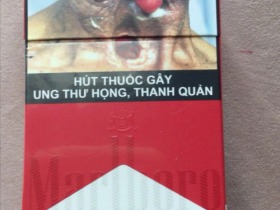 HÚT THUỐC GÂY
UNG THƯ HỌNG, THANH QUẢN
Marlboro